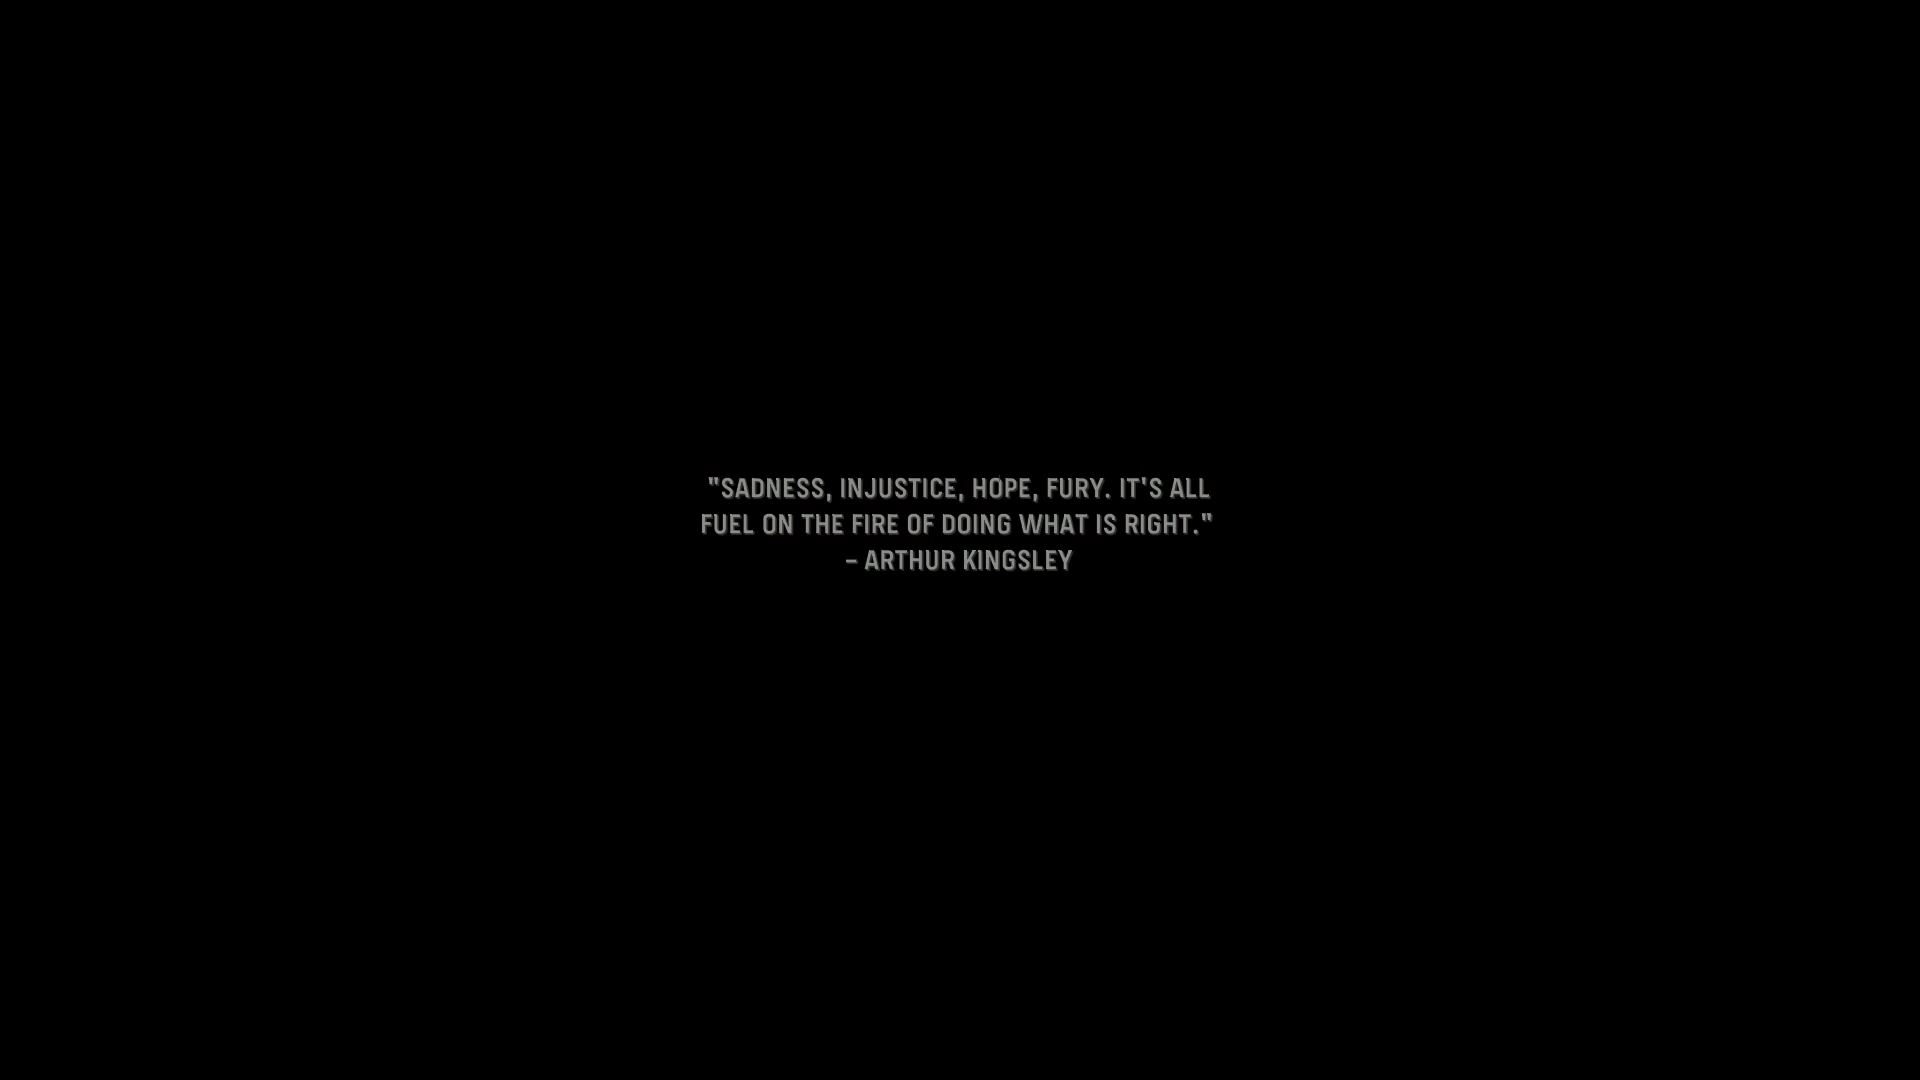 "SADNESS, INJUSTICE, HOPE, FURY. IT'S ALL
FUEL ON THE FIRE OF DOING WHAT IS RIGHT."
– ARTHUR KINGSLEY